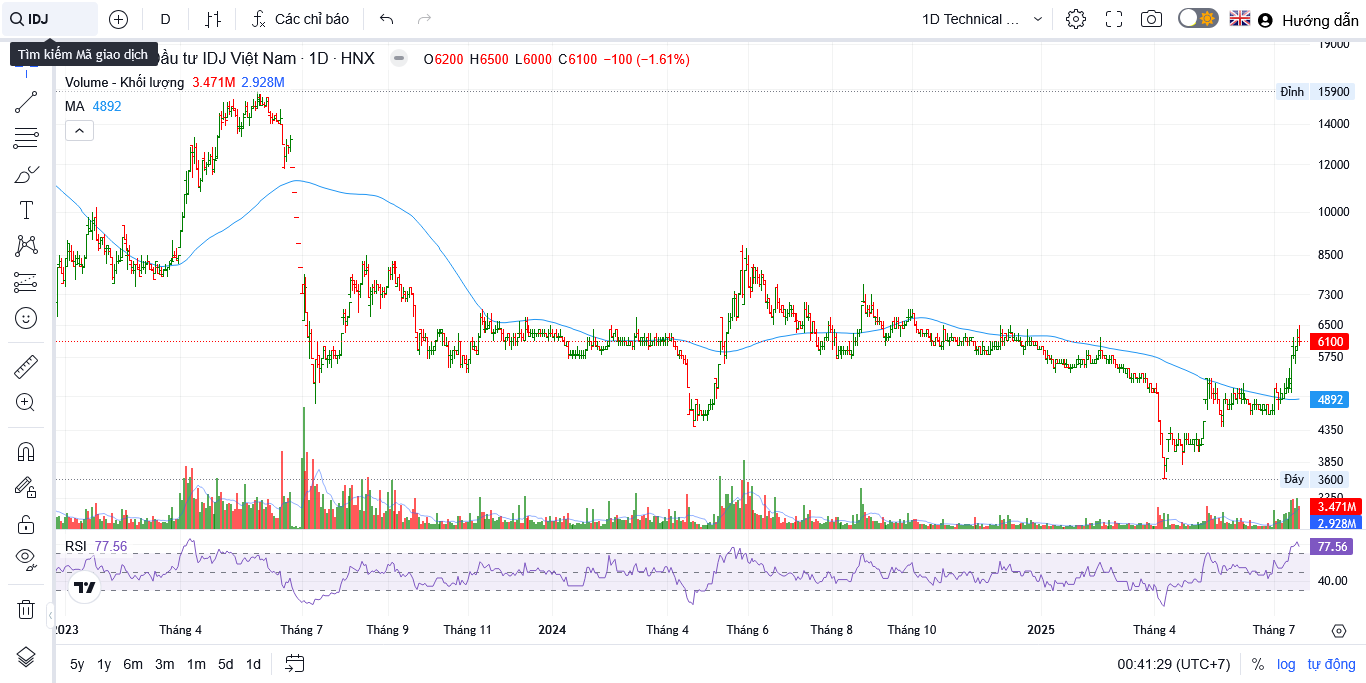 IDJ
D
Các chỉ báo
1D Technical ...
Hướng dẫn
Tìm kiếm Mã giao dịch
ầu tư IDJ Việt Nam · 1D · HNX
O6200 H6500 L6000 C6100 −100 (−1.61%)
Volume - Khối lượng 3.471M 2.928M
MA 4892
19000
Đỉnh 15900
14000
12000
10000
8500
7300
6500
6100
5750
4892
4350
3850
Đáy 3600
3250
3.471M
2.928M
RSI 77.56
77.56
40.00
2023 Tháng 4 Tháng 7 Tháng 9 Tháng 11 2024 Tháng 4 Tháng 6 Tháng 8 Tháng 10 2025 Tháng 4 Tháng 7
5y 1y 6m 3m 1m 5d 1d
00:41:29 (UTC+7) % log tự động